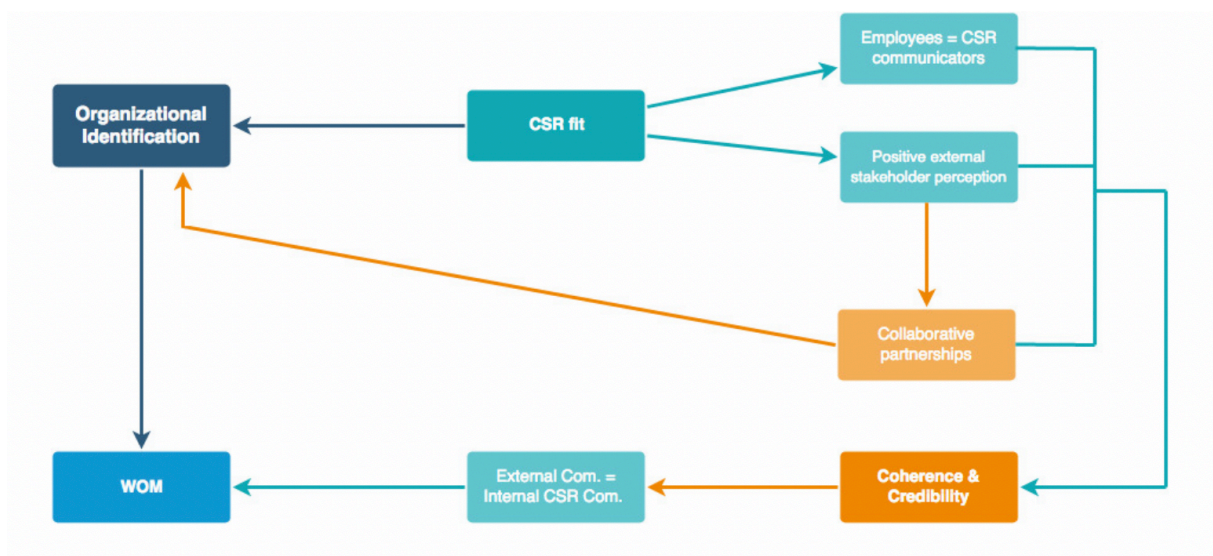 Employees = CSR
communicators
Organizational
Identification
CSR fit
Positive external
stakeholder perception
Collaborative
partnerships
WOM
External Com. =
Internal CSR Com.
Coherence &
Credibility